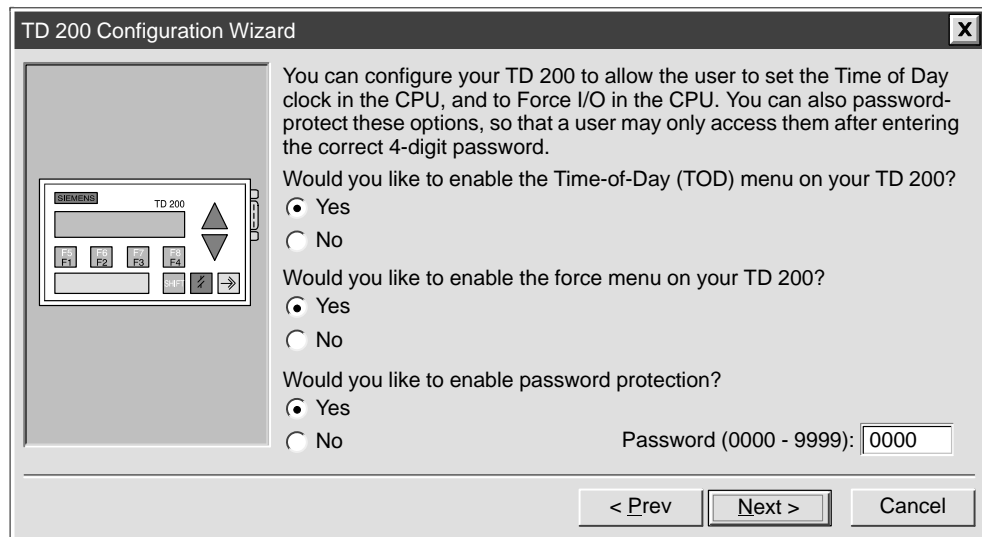 TD 200 Configuration Wizard
X
You can configure your TD 200 to allow the user to set the Time of Day
clock in the CPU, and to Force I/O in the CPU. You can also password-
protect these options, so that a user may only access them after entering
the correct 4-digit password.
SIEMENS
TD 200
F5 F6 F7 F8
F1 F2 F3 F4
SHIFT
Would you like to enable the Time-of-Day (TOD) menu on your TD 200?
Yes
No
Would you like to enable the force menu on your TD 200?
Yes
No
Would you like to enable password protection?
Yes
No
Password (0000 - 9999): 0000
< Prev
Next >
Cancel